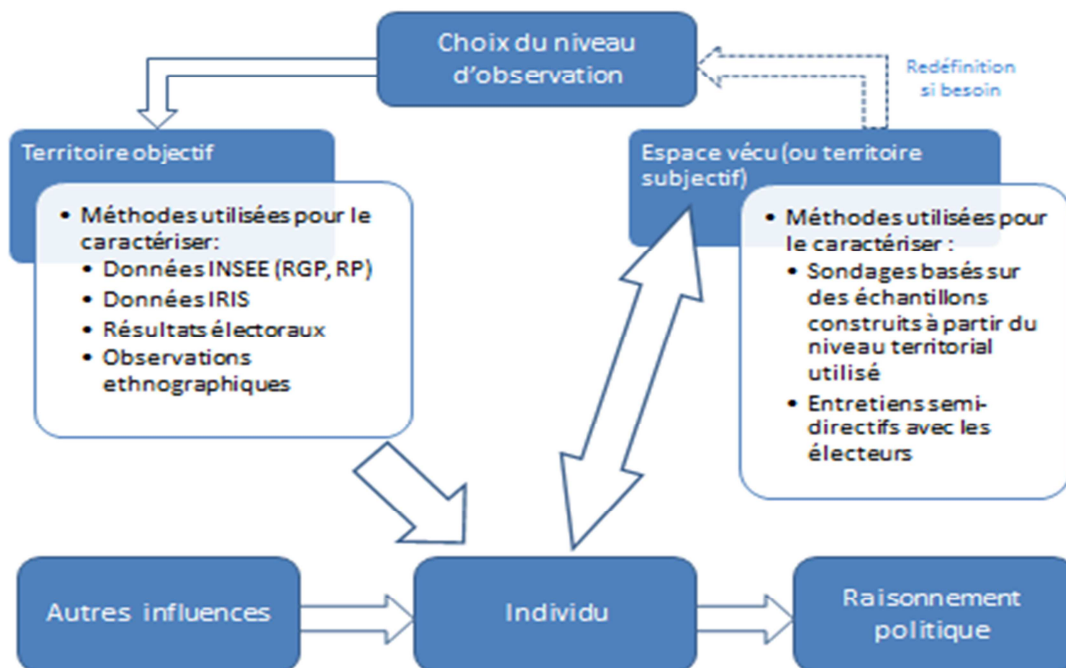 Choix du niveau
d'observation
Redéfinition
si besoin
Territoire objectif
• Méthodes utilisées pour le
caractériser:
• Données INSEE (RGP, RP)
• Données IRIS
• Résultats électoraux
• Observations
ethnographiques
Espace vécu (ou territoire
subjectif)
• Méthodes utilisées pour
le caractériser :
• Sondages basés sur
des échantillons
construits à partir du
niveau territorial
utilisé
• Entretiens semi-
directifs avec les
électeurs
Autres influences
Individu
Raisonnement
politique